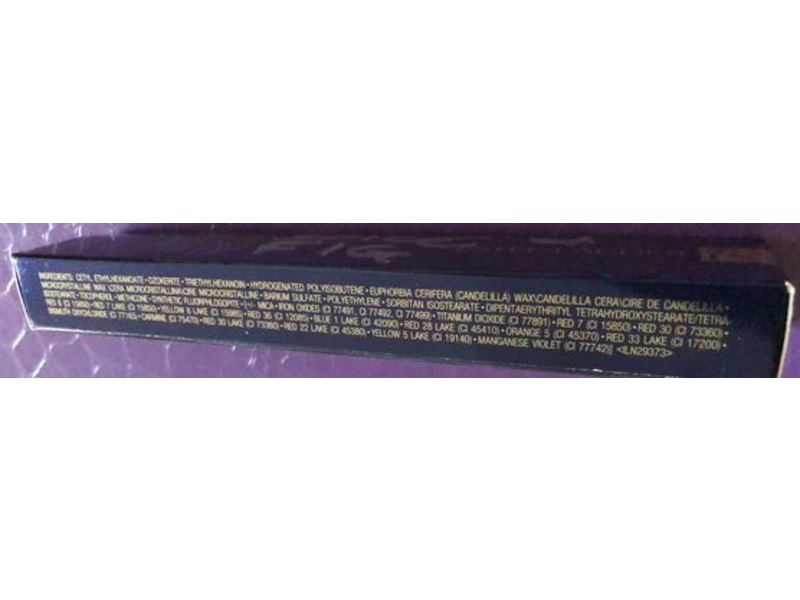 INGREDIENTS: CETYL ETHYLHEXANOATE • OZOKERITE • TRIETHYLHEXANOIN • HYDROGENATED POLYISOBUTENE • EUPHORBIA CERIFERA (CANDELILLA) WAX\CANDELILLA CERA\CIRE DE CANDELILLA •
MICROCRYSTALLINE WAX\CERA MICROCRISTALLINA\CIRE MICROCRISTALLINE • BARIUM SULFATE • POLYETHYLENE • SORBITAN ISOSTEARATE • DIPENTAERYTHRITYL TETRAHYDROXYSTEARATE/TETRA
ISOSTEARATE • TOCOPHEROL • METHICONE • SYNTHETIC FLUORPHLOGOPITE • [+/- MICA • IRON OXIDES (CI 77491, CI 77492, CI 77499) • TITANIUM DIOXIDE (CI 77891) • RED 7 (CI 15850) • RED 30 (CI 73360) •
RED 6 (CI 15850) • RED 7 LAKE (CI 15850) • YELLOW 6 LAKE (CI 15985) • RED 36 (CI 12085) • BLUE 1 LAKE (CI 42090) • RED 28 LAKE (CI 45410) • ORANGE 5 (CI 45370) • RED 33 LAKE (CI 17200) •
BISMUTH OXYCHLORIDE (CI 77163) • CARMINE (CI 75470) • RED 30 LAKE (CI 73360) • RED 22 LAKE (CI 45380) • YELLOW 5 LAKE (CI 19140) • MANGANESE VIOLET (CI 77742)] <ILN29373>